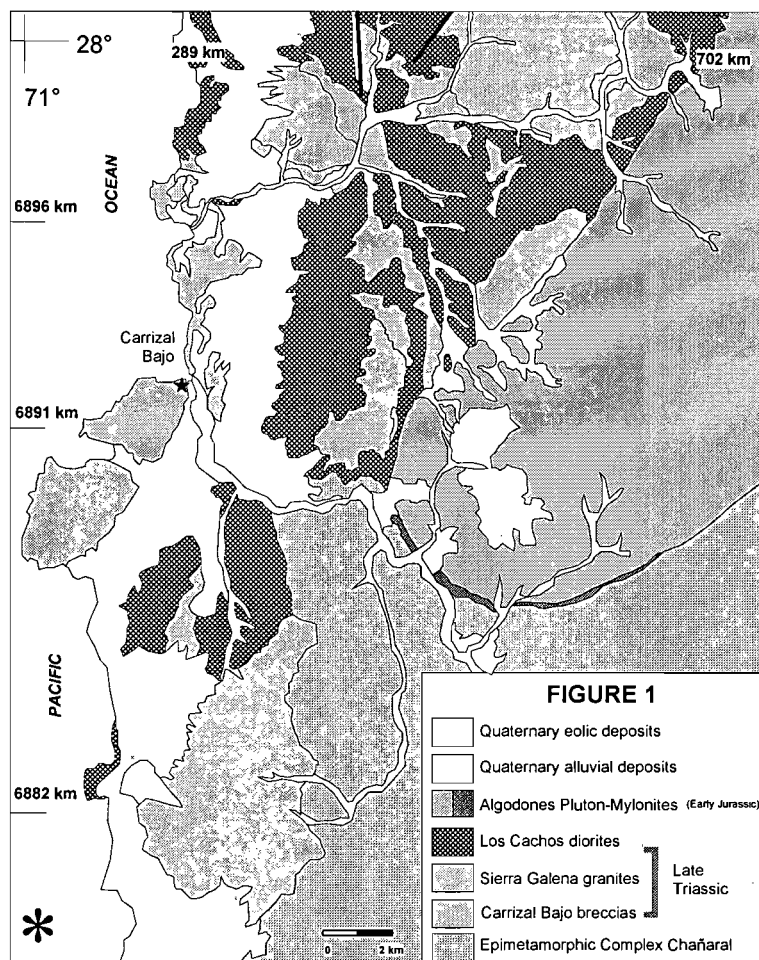 28°
289 km
702 km
71°
OCEAN
6896 km
Carrizal
Bajo
6891 km
PACIFIC
6882 km
0 2 km
FIGURE 1
Quaternary eolic deposits
Quaternary alluvial deposits
Algodones Pluton-Mylonites (Early Jurassic)
Los Cachos diorites
Sierra Galena granites
Carrizal Bajo breccias
Late
Triassic
Epimetamorphic Complex Chañaral